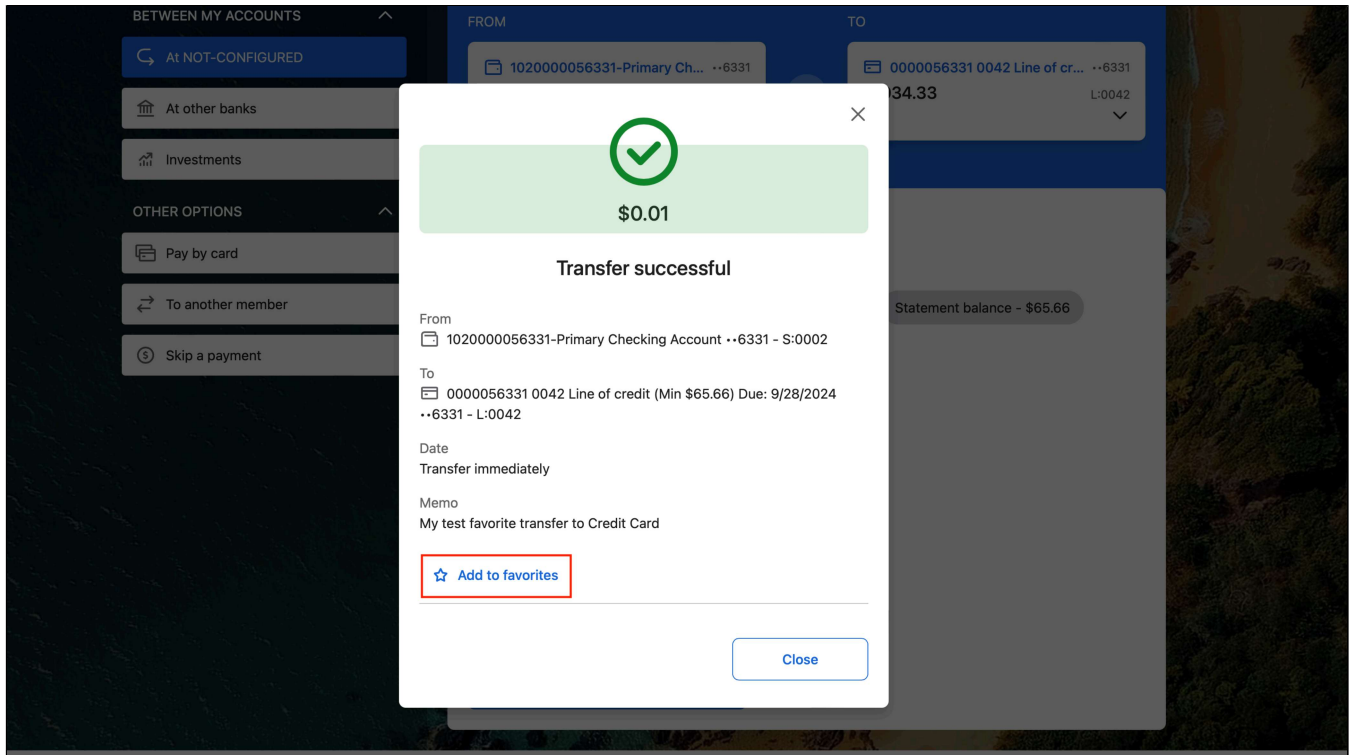 BETWEEN MY ACCOUNTS
At NOT-CONFIGURED
At other banks
Investments
OTHER OPTIONS
Pay by card
To another member
Skip a payment
FROM
1020000056331-Primary Ch... ••6331
TO
0000056331 0042 Line of cr... ••6331
34.33
L:0042
Statement balance - $65.66
$0.01
Transfer successful
From
1020000056331-Primary Checking Account ••6331 - S:0002
To
0000056331 0042 Line of credit (Min $65.66) Due: 9/28/2024
••6331 - L:0042
Date
Transfer immediately
Memo
My test favorite transfer to Credit Card
Add to favorites
Close